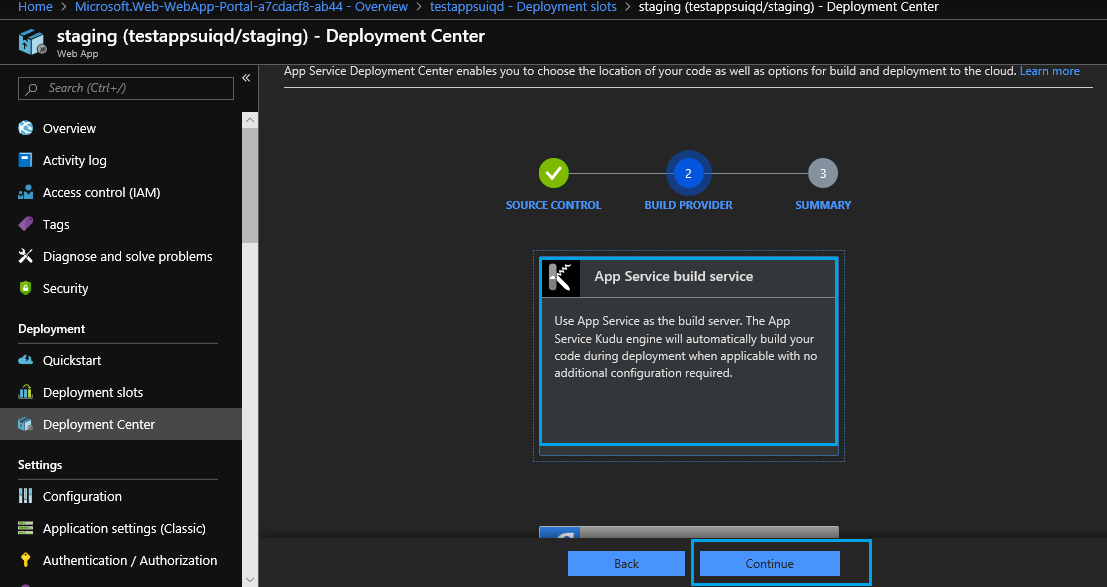 Home > Microsoft.Web-WebApp-Portal-a7cdacf8-ab44 - Overview > testappsuiqd - Deployment slots > staging (testappsuiqd/staging) - Deployment Center
staging (testappsuiqd/staging) - Deployment Center
Web App
Search (Ctrl+/)
Overview
Activity log
Access control (IAM)
Tags
Diagnose and solve problems
Security
Deployment
Quickstart
Deployment slots
Deployment Center
Settings
Configuration
Application settings (Classic)
Authentication / Authorization
App Service Deployment Center enables you to choose the location of your code as well as options for build and deployment to the cloud. Learn more
2
3
SOURCE CONTROL
BUILD PROVIDER
SUMMARY
App Service build service
Use App Service as the build server. The App
Service Kudu engine will automatically build your
code during deployment when applicable with no
additional configuration required.
Back
Continue